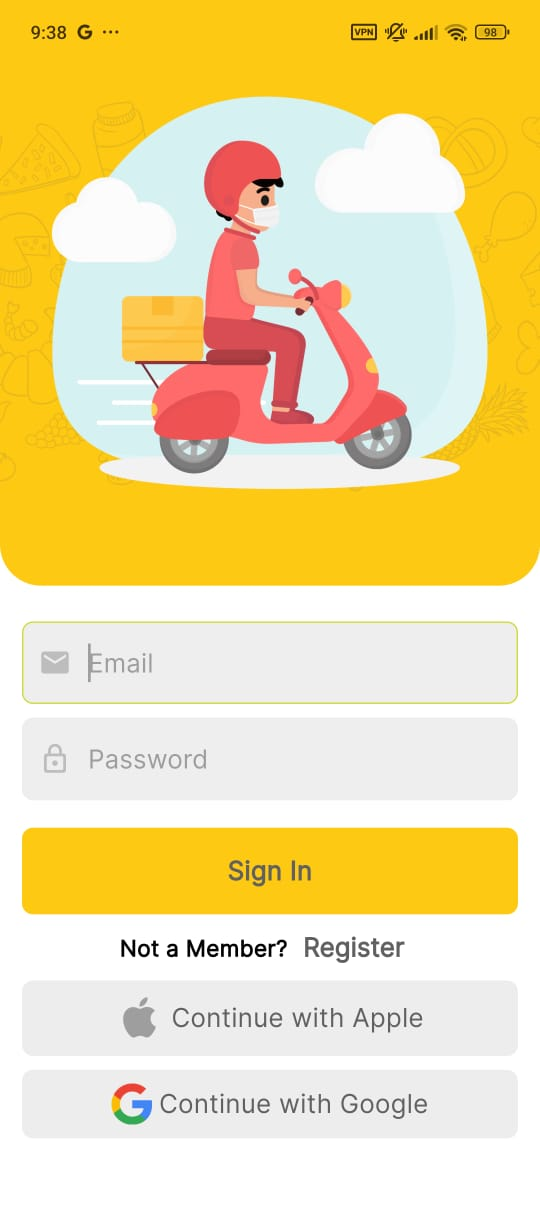 9:38 G ... VPN 98
Email
Password
Sign In
Not a Member? Register
Continue with Apple
Continue with Google